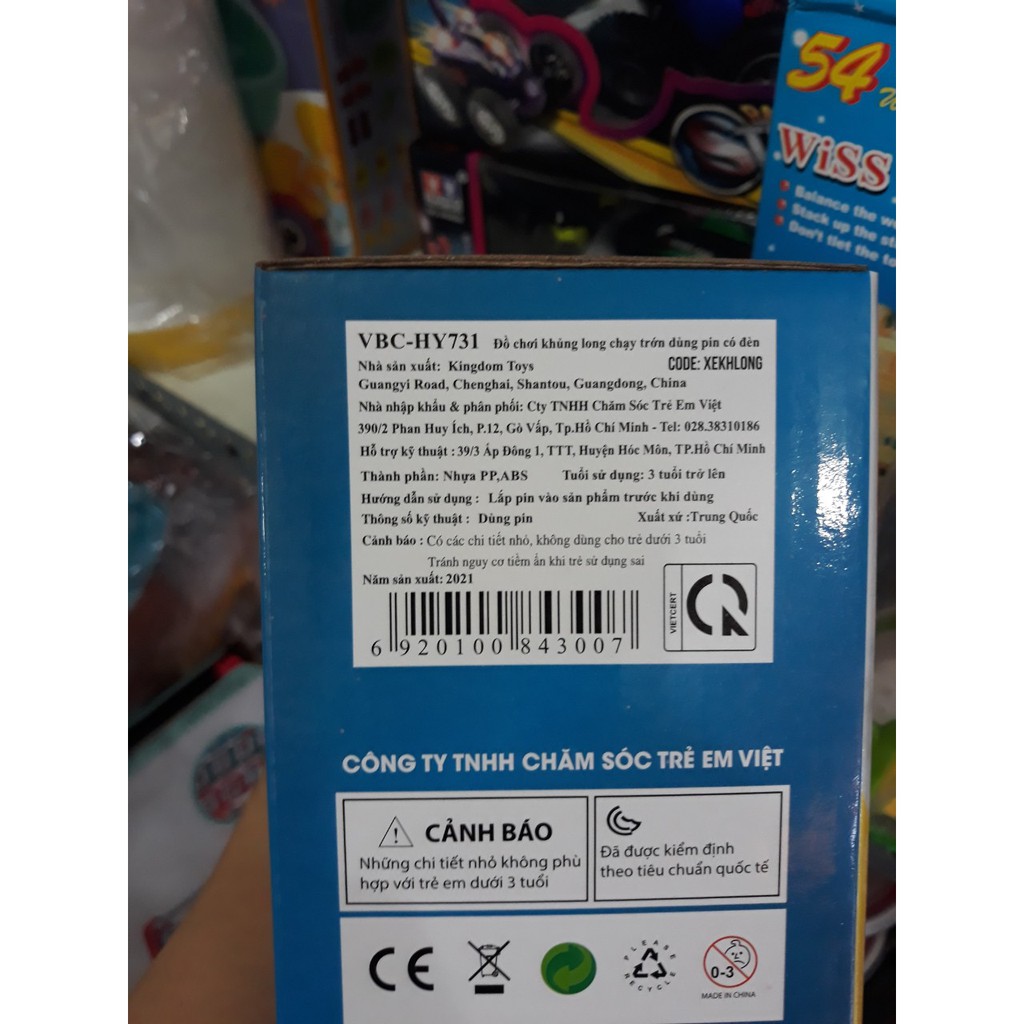 54
WiSS
Balance the
Stack up the
Don't
VBC-HY731 Đồ chơi khủng long chạy trớn dùng pin có đèn
Nhà sản xuất: Kingdom Toys CODE: XEKHLONG
Guangyi Road, Chenghai, Shantou, Guangdong, China
Nhà nhập khẩu & phân phối: Cty TNHH Chăm Sóc Trẻ Em Việt
390/2 Phan Huy Ích, P.12, Gò Vấp, Tp.Hồ Chí Minh - Tel: 028.38310186
Hỗ trợ kỹ thuật : 39/3 Ấp Đông 1, TTT, Huyện Hóc Môn, TP.Hồ Chí Minh
Thành phần: Nhựa PP,ABS Tuổi sử dụng: 3 tuổi trở lên
Hướng dẫn sử dụng : Lắp pin vào sản phẩm trước khi dùng
Thông số kỹ thuật : Dùng pin Xuất xứ :Trung Quốc
Cảnh báo : Có các chi tiết nhỏ, không dùng cho trẻ dưới 3 tuổi
Tránh nguy cơ tiềm ẩn khi trẻ sử dụng sai
Năm sản xuất: 2021
VIETCERT
6 920100 843007
CÔNG TY TNHH CHĂM SÓC TRẺ EM VIỆT
CẢNH BÁO
Những chi tiết nhỏ không phù
hợp với trẻ em dưới 3 tuổi
Đã được kiểm định
theo tiêu chuẩn quốc tế
CE
PLEASE
RECYCLE
0-3
MADE IN CHINA